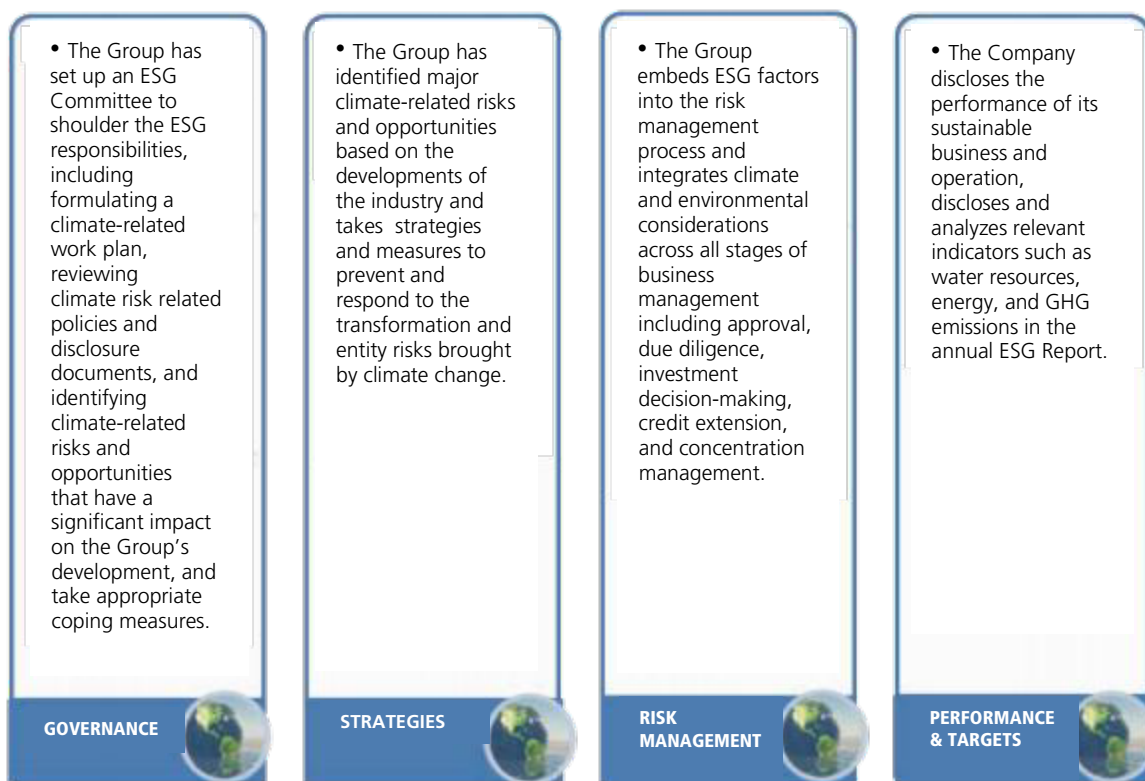 • The Group has
set up an ESG
Committee to
shoulder the ESG
responsibilities,
including
formulating a
climate-related
work plan,
reviewing
climate risk related
policies and
disclosure
documents, and
identifying
climate-related
risks and
opportunities
that have a
significant impact
on the Group's
development, and
take appropriate
coping measures.
GOVERNANCE
• The Group has
identified major
climate-related risks
and opportunities
based on the
developments of
the industry and
takes strategies
and measures to
prevent and
respond to the
transformation and
entity risks brought
by climate change.
STRATEGIES
• The Group
embeds ESG factors
into the risk
management
process and
integrates climate
and environmental
considerations
across all stages of
business
management
including approval,
due diligence,
investment
decision-making,
credit extension,
and concentration
management.
RISK
MANAGEMENT
• The Company
discloses the
performance of its
sustainable
business and
operation,
discloses and
analyzes relevant
indicators such as
water resources,
energy, and GHG
emissions in the
annual ESG Report.
PERFORMANCE
& TARGETS